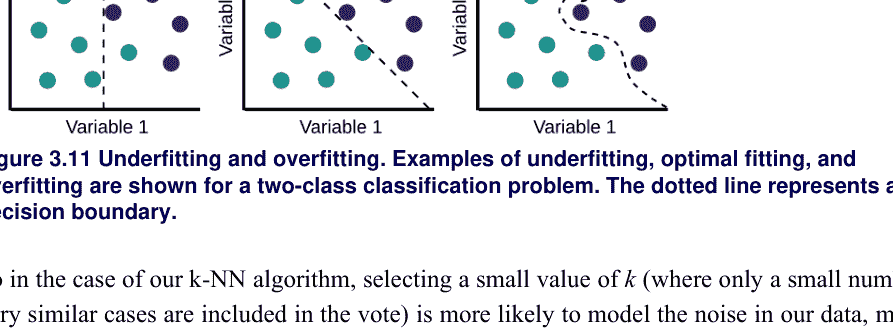 Variabl
Variabl
Variable 1
Variable 1
Variable 1
gure 3.11 Underfitting and overfitting. Examples of underfitting, optimal fitting, and
erfitting are shown for a two-class classification problem. The dotted line represents a
ecision boundary.
o in the case of our k-NN algorithm, selecting a small value of k (where only a small num
ry similar cases are included in the vote) is more likely to model the noise in our data, m